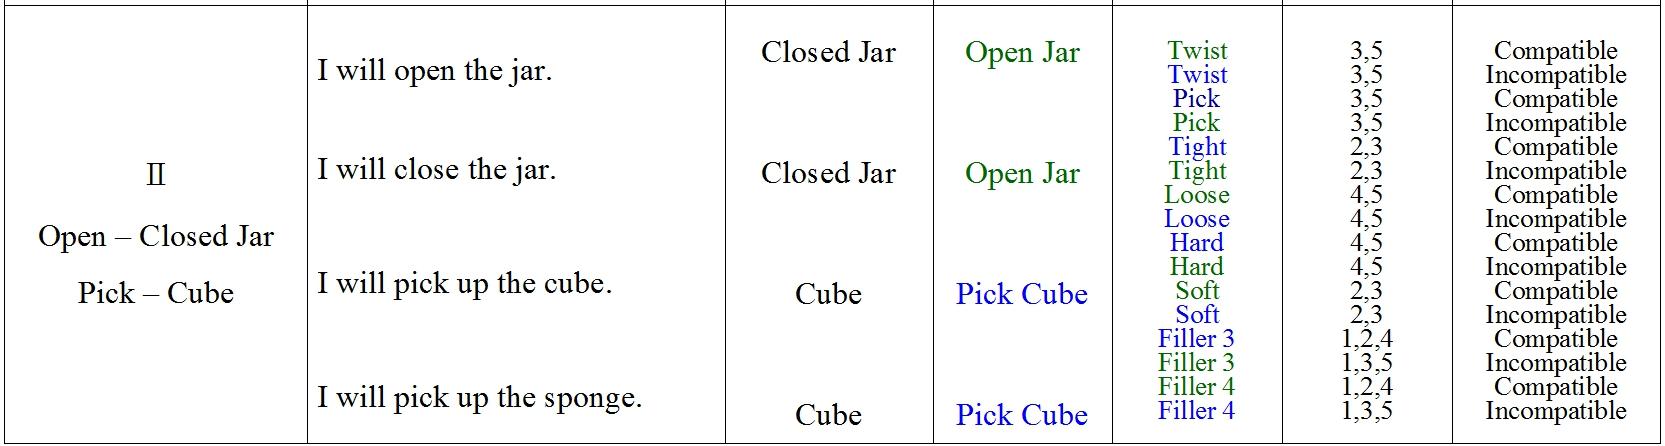 Ⅱ
Open – Closed Jar
Pick – Cube
I will open the jar.
I will close the jar.
I will pick up the cube.
I will pick up the sponge.
Closed Jar
Closed Jar
Cube
Cube
Open Jar
Open Jar
Pick Cube
Pick Cube
Twist
Twist
Pick
Pick
Tight
Tight
Loose
Loose
Hard
Hard
Soft
Soft
Filler 3
Filler 3
Filler 4
Filler 4
3,5
3,5
3,5
3,5
2,3
2,3
4,5
4,5
4,5
4,5
2,3
2,3
1,2,4
1,3,5
1,2,4
1,3,5
Compatible
Incompatible
Compatible
Incompatible
Compatible
Incompatible
Compatible
Incompatible
Compatible
Incompatible
Compatible
Incompatible
Compatible
Incompatible
Compatible
Incompatible